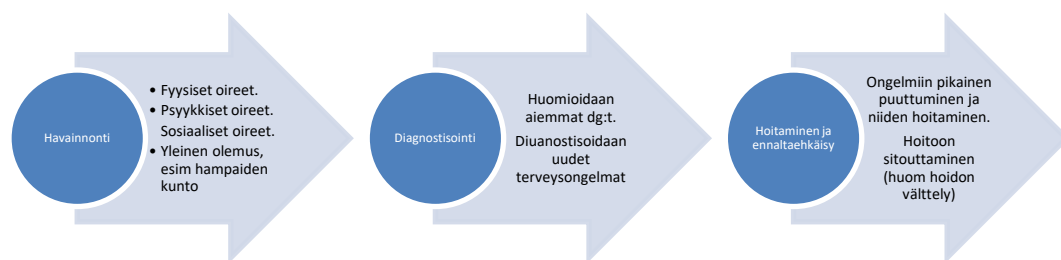 Havainnonti
• Fyysiset oireet.
• Psyykkiset oireet.
Sosiaaliset oireet.
• Yleinen olemus,
esim hampaiden
kunto
Diagnostisointi
Huomioidaan
aiemmat dg:t.
Diuanostisoidaan
uudet
terveysongelmat
Hoitaminen ja
ennaltaehkäisy
Ongelmiin pikainen
puuttuminen ja
niiden hoitaminen.
Hoitoon
sitouttaminen
(huom hoidon
välttely)